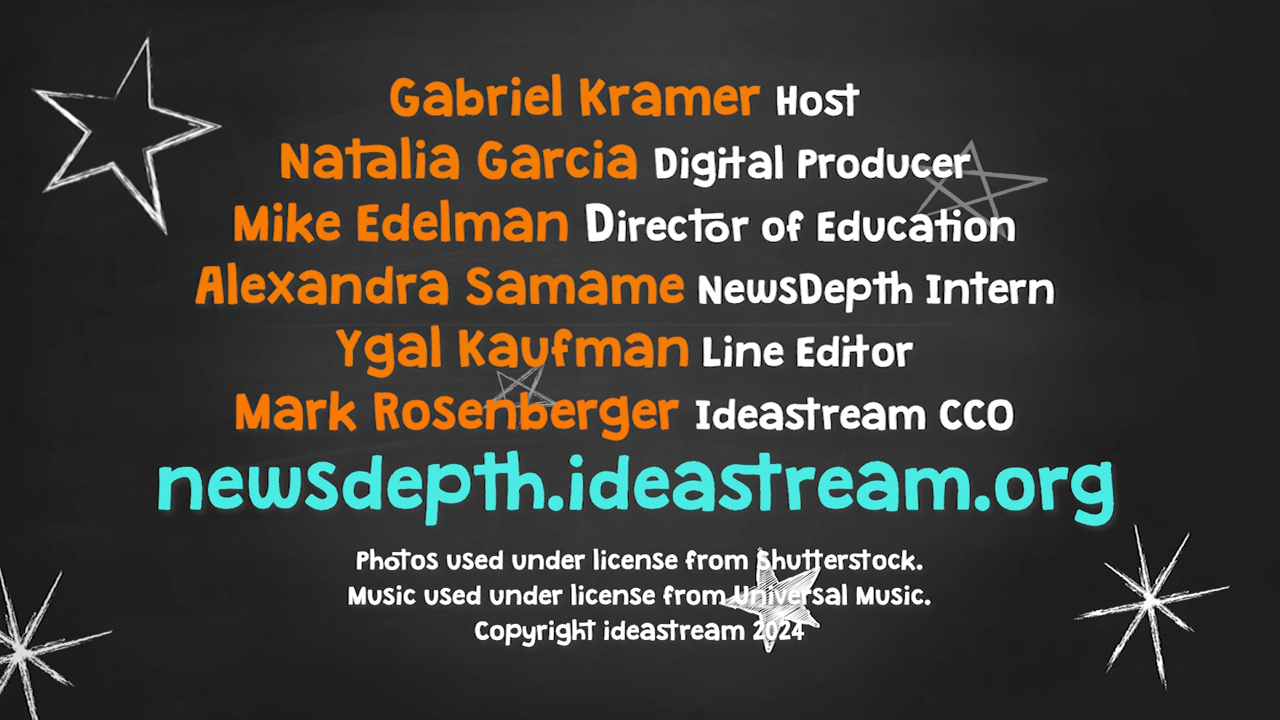 Gabriel Kramer Host
Natalia Garcia Digital Producer
Mike Edelman Director of Education
Alexandra Samame NewsDepth Intern
Ygal Kaufman Line Editor
Mark Rosenberger Ideastream CCO
newsdepth.ideastream.org
Photos used under license from Shutterstock.
Music used under license from Universal Music.
Copyright ideastream 2024